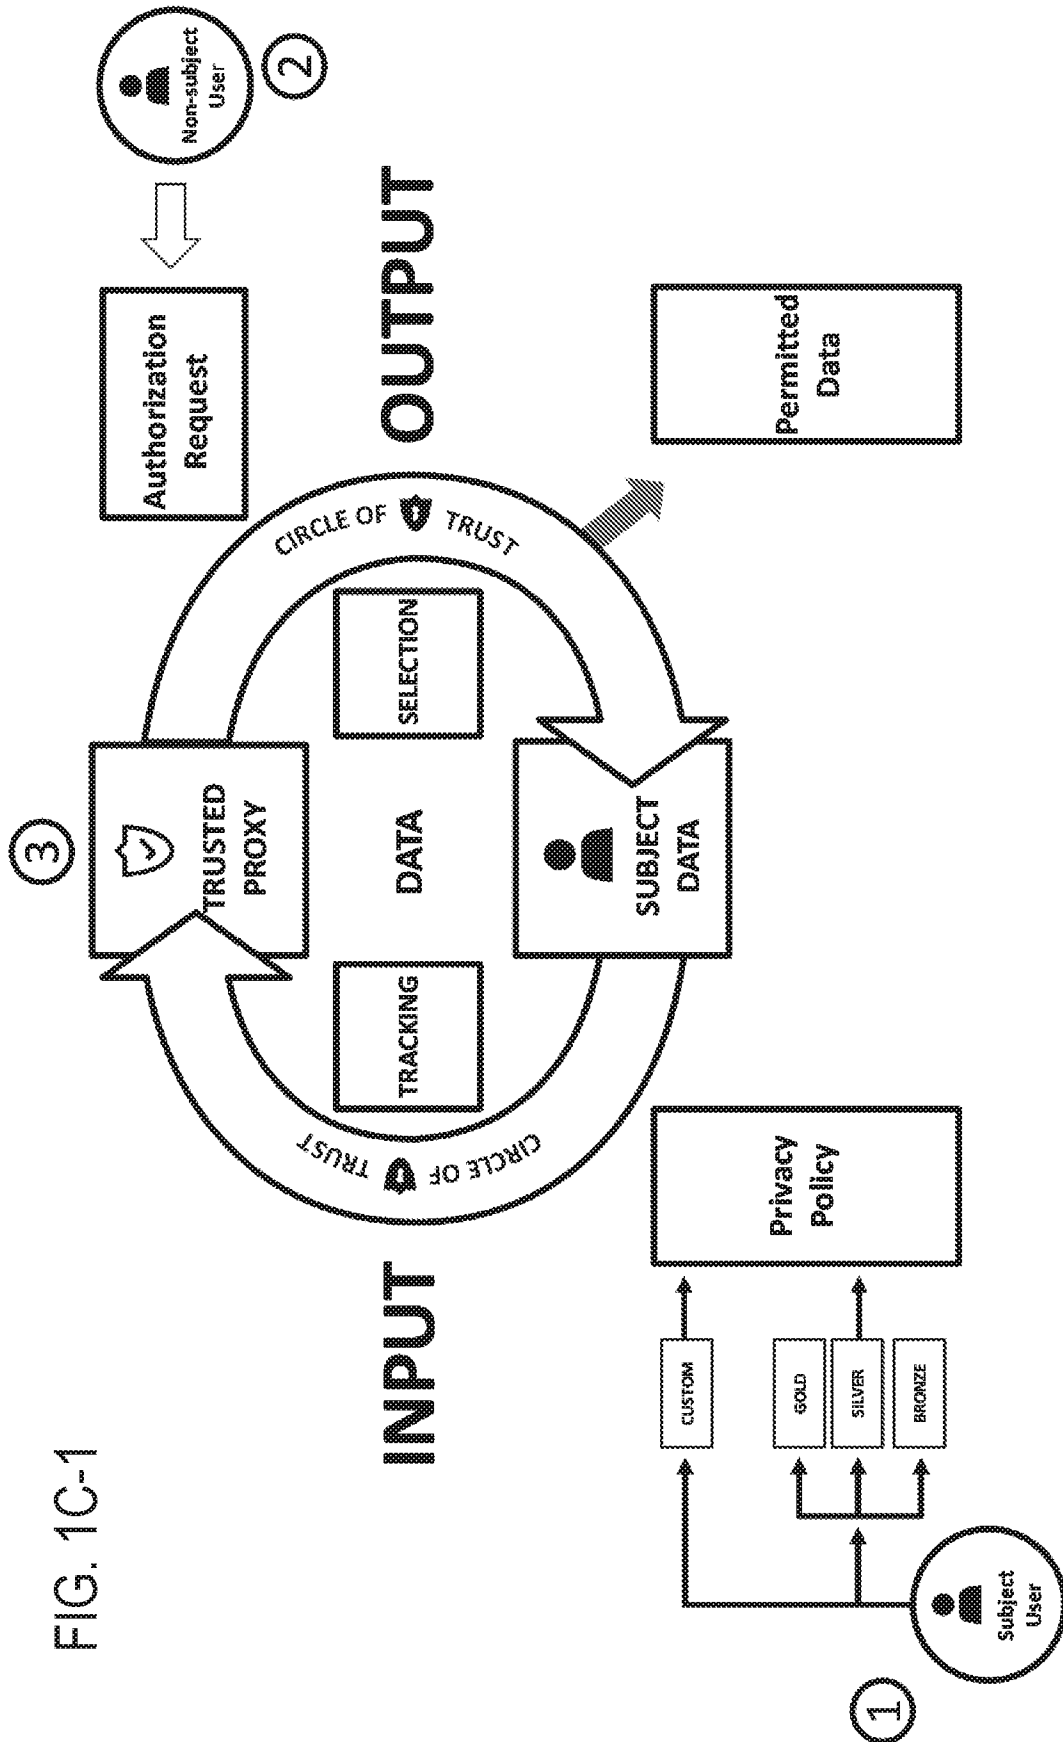 FIG. 1C-1
3
2
TRUSTED
PROXY
Authorization
Request
Non-subject
User
INPUT
CIRCLE OF
TRUST
TRACKING
DATA
SELECTION
CIRCLE OF
TRUST
OUTPUT
SUBJECT
DATA
1
Subject
User
CUSTOM
GOLD
SILVER
BRONZE
Privacy
Policy
Permitted
Data